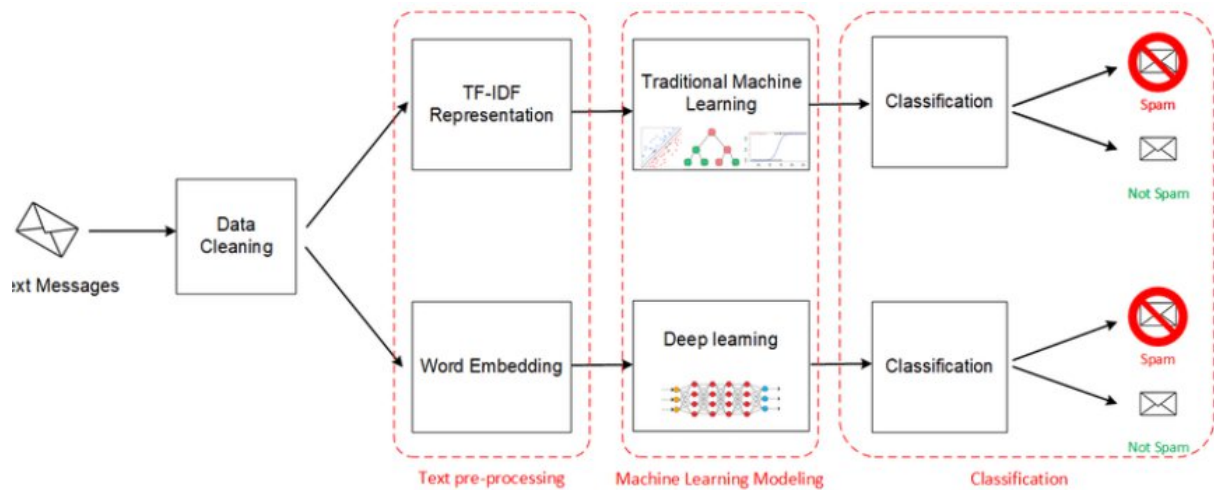 ext Messages
Data
Cleaning
TF-IDF
Representation
Traditional Machine
Learning
Classification
Spam
Not Spam
Word Embedding
Deep learning
Classification
Spam
Not Spam
Text pre-processing
Machine Learning Modeling
Classification